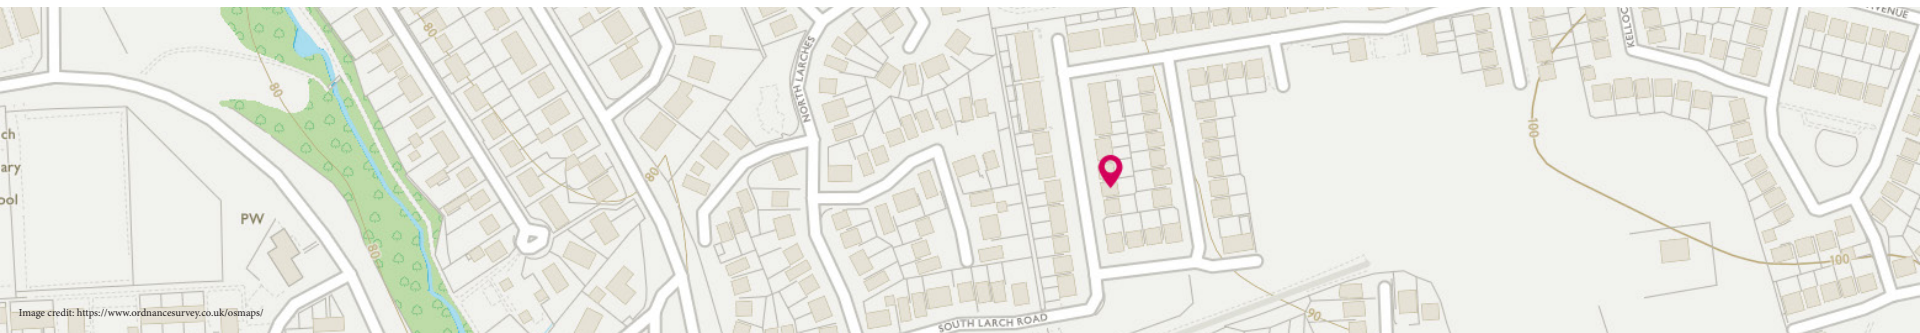 VENUE
KELLOC
80
NORTH LARCHES
80
100
ch
ary
80
ool
PW
80
100
90
Image credit: https://www.ordnancesurvey.co.uk/osmaps/
SOUTH LARCH ROAD